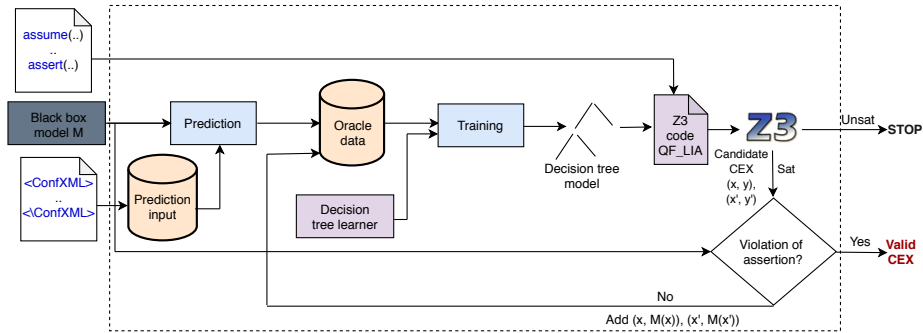 assume(..)
..
assert(..)
Black box
model M
<ConfXML>
..
<\ConfXML>
Prediction
Prediction
input
Oracle
data
Decision
tree learner
Training
Decision tree
model
Z3
code
QF_LIA
Z3
Unsat
STOP
Candidate
CEX
(x, y),
(x', y')
Sat
Violation of
assertion?
Yes
Valid
CEX
No
Add (x, M(x)), (x', M(x'))